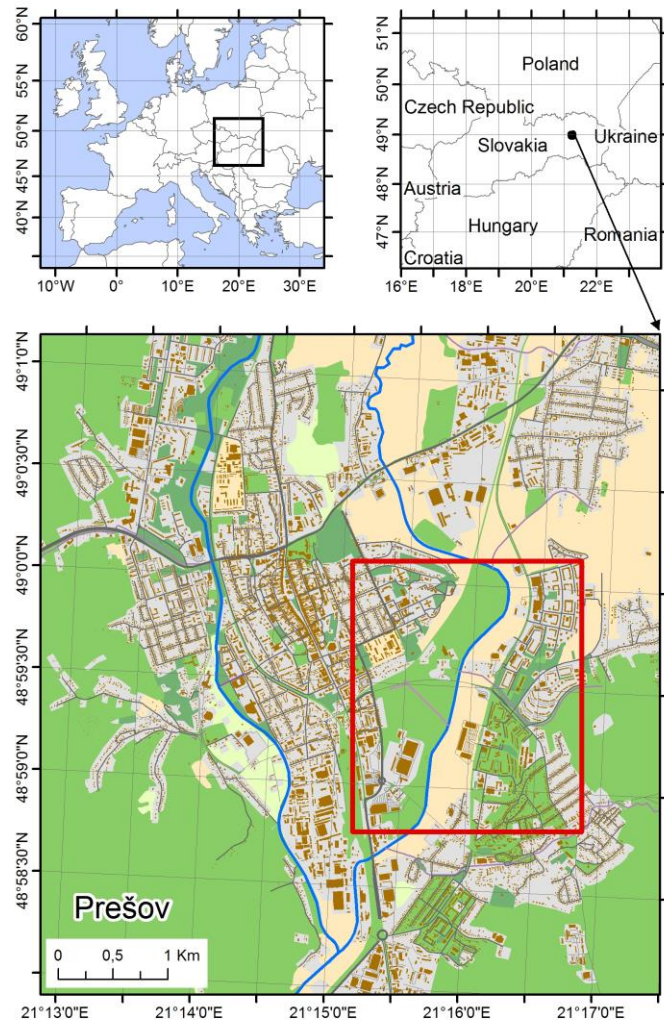 60°N
55°N
50°N
45°N
40°N
10°W 0° 10°E 20°E 30°E
51°N
50°N
49°N
48°N
47°N
Poland
Czech Republic
Slovakia
Ukraine
Austria
Hungary
Romania
Croatia
16°E 18°E 20°E 22°E
49°1'0"N
49°0'30"N
49°0'0"N
48°59'30"N
48°59'0"N
48°58'30"N
Prešov
0 0,5 1 Km
21°13'0"E 21°14'0"E 21°15'0"E 21°16'0"E 21°17'0"E